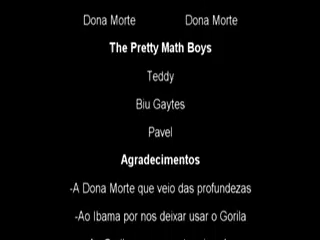 Dona Morte Dona Morte
The Pretty Math Boys
Teddy
Biu Gaytes
Pavel
Agradecimentos
-A Dona Morte que veio das profundezas
-Ao Ibama por nos deixar usar o Gorila